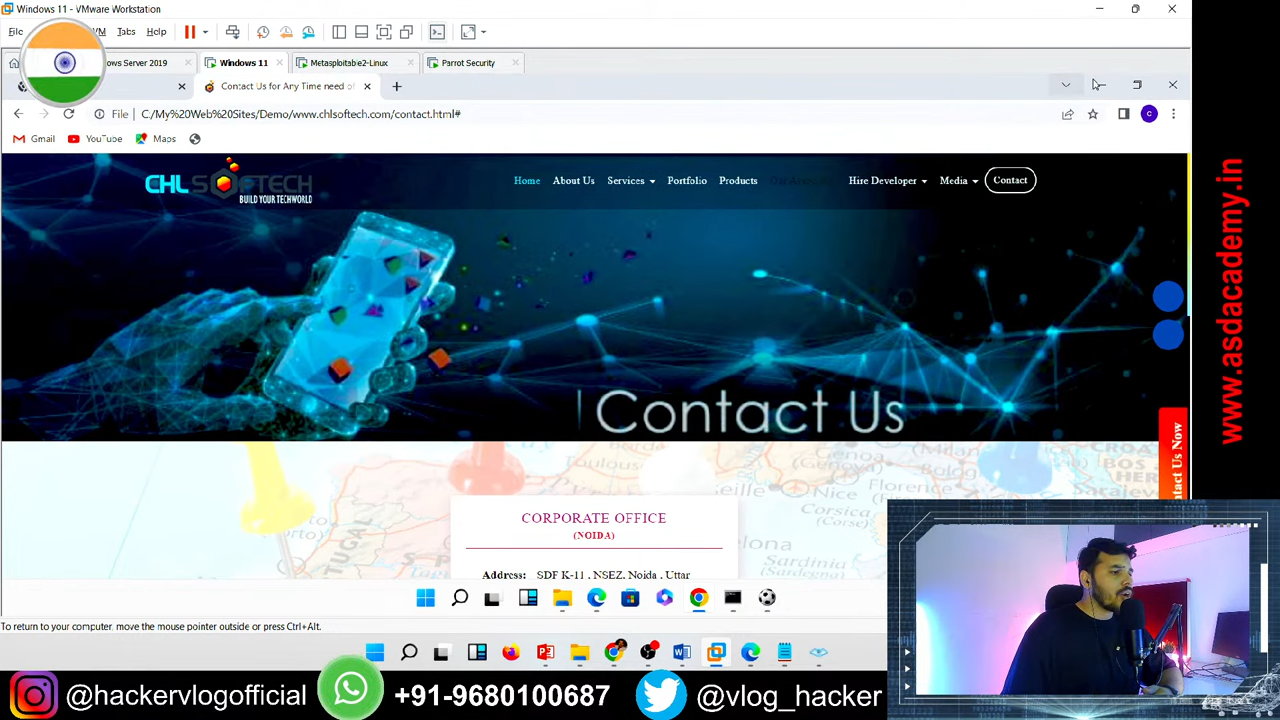 Windows 11 - VMware Workstation
File VM Tabs Help
ows Server 2019 Windows 11 Metasploitable2-Linux Parrot Security
Contact Us for Any Time need of
File C:/My%20Web%20Sites/Demo/www.chlsoftech.com/contact.html#
Gmail YouTube Maps
CHL SOFTECH
BUILD YOUR TECHWORLD
Home About Us Services Portfolio Products Hire Developer Media Contact
Contact Us
CORPORATE OFFICE
(NOIDA)
Address: SDF K-11 , NSEZ, Noida , Uttar
ntact Us Now
To return to your computer, move the mouse pointer outside or press Ctrl+Alt.
www.asdacademy.in
@hackervlogofficial +91-9680100687 @vlog_hacker